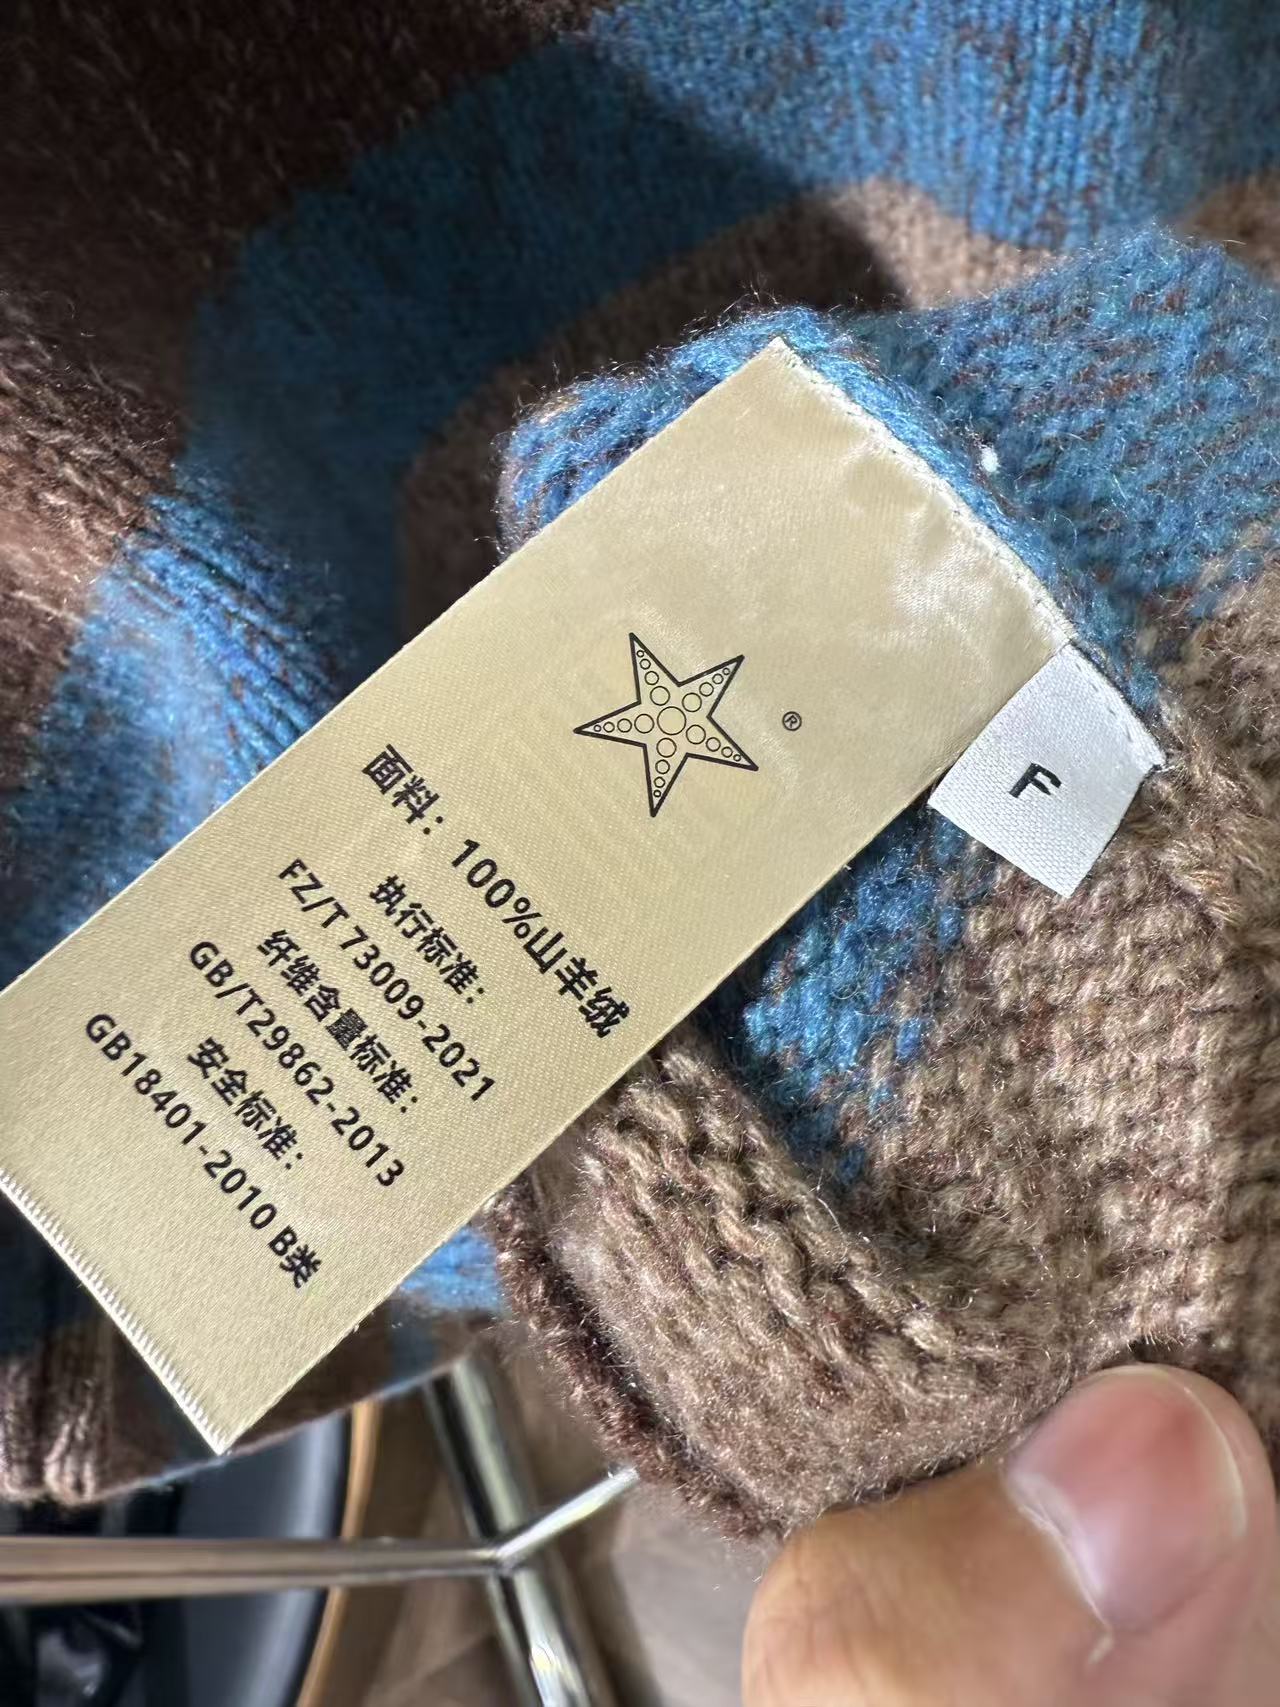 ®
面料：100%山羊绒
执行标准：
FZ/T 73009-2021
纤维含量标准：
GB/T29862-2013
安全标准：
GB18401-2010 B类
F